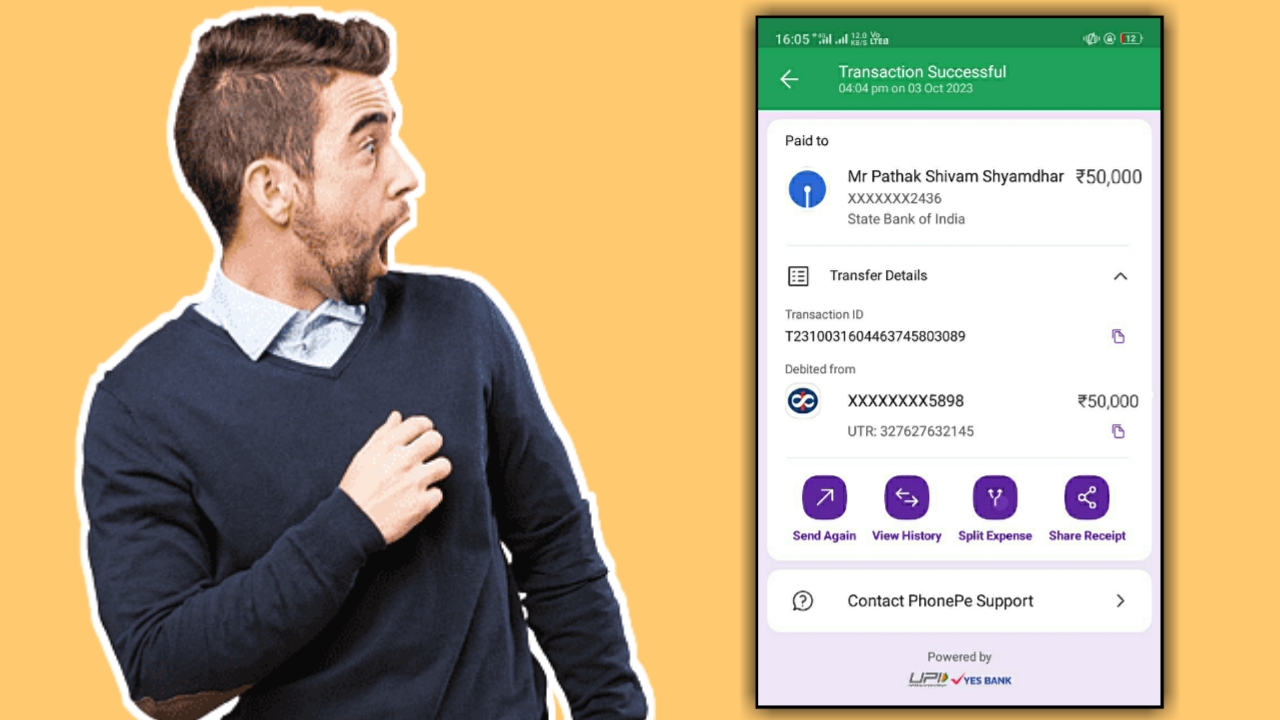 16:05 4G 12.0 KB/S Vo LTE2 12
Transaction Successful
04:04 pm on 03 Oct 2023
Paid to
Mr Pathak Shivam Shyamdhar ₹50,000
XXXXXXX2436
State Bank of India
Transfer Details
Transaction ID
T2310031604463745803089
Debited from
XXXXXXXX5898 ₹50,000
UTR: 327627632145
Send Again View History Split Expense Share Receipt
Contact PhonePe Support
Powered by
UPI YES BANK